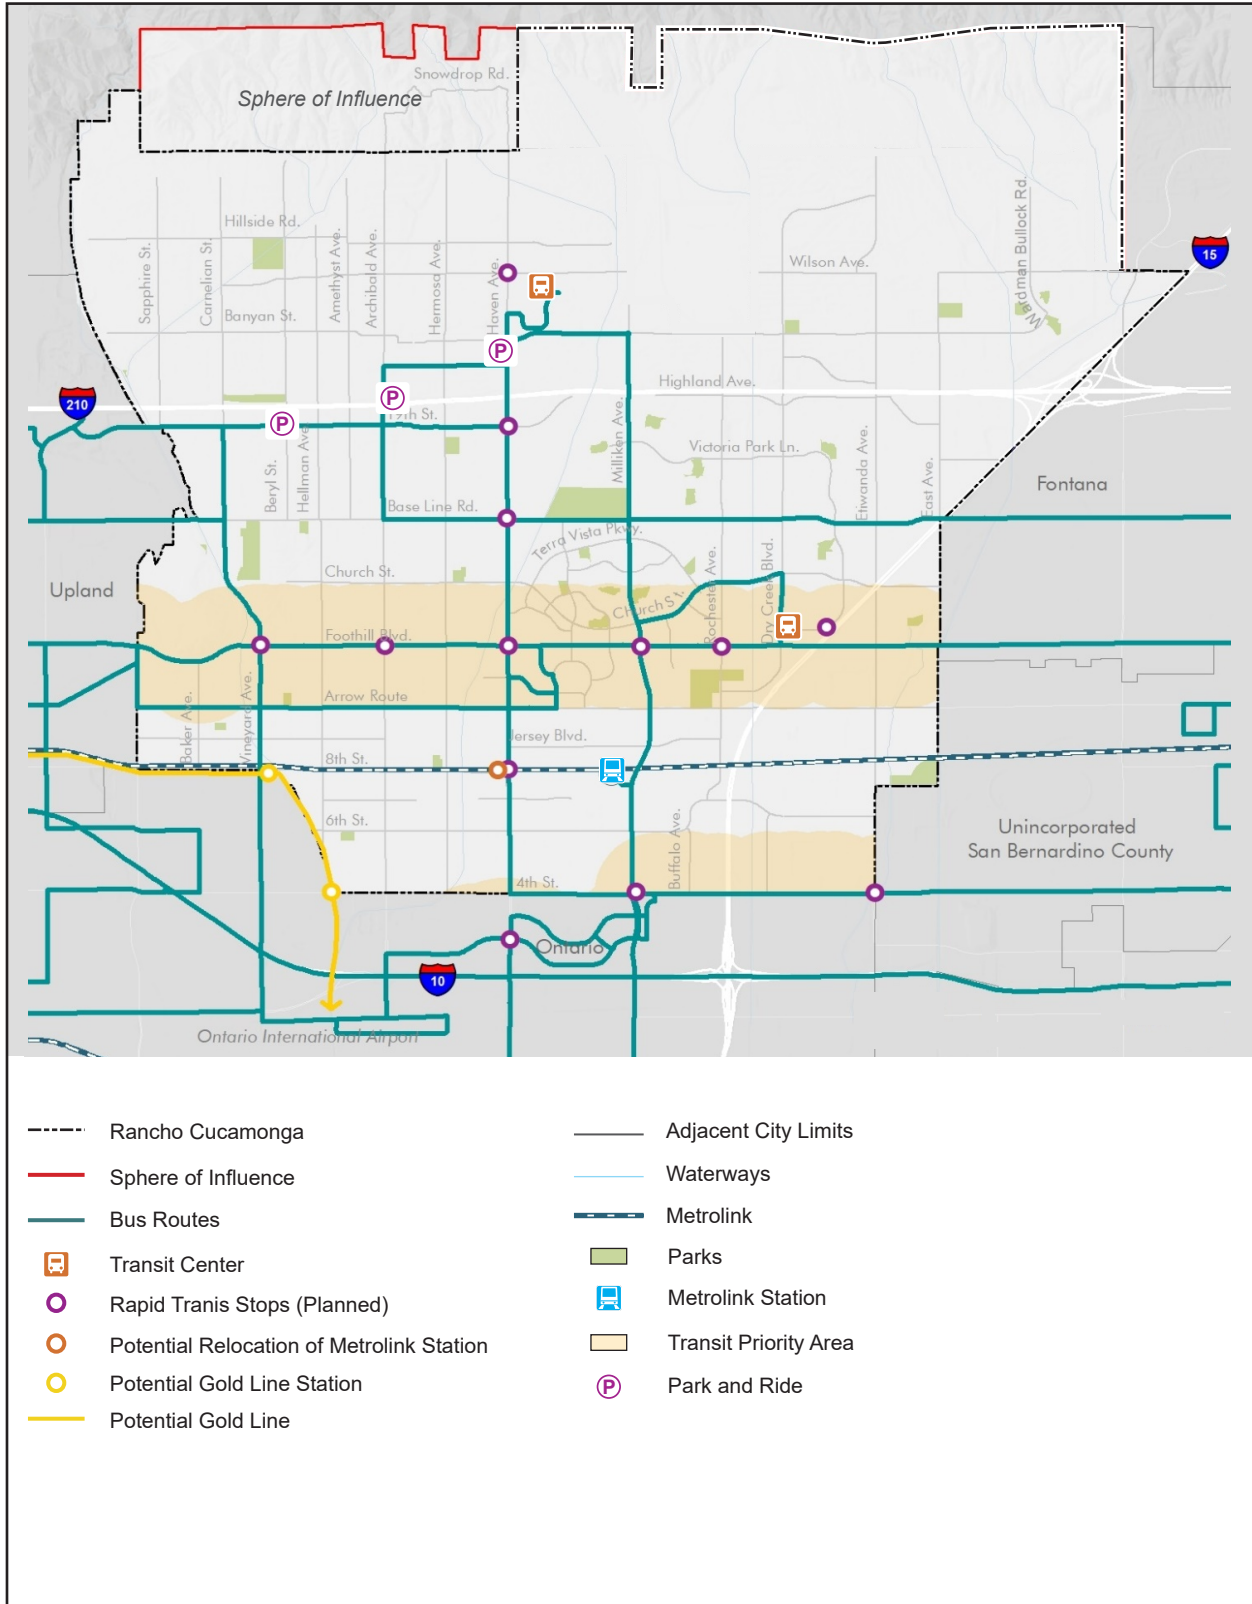 Snowdrop Rd.
Sphere of Influence
Hillside Rd.
Wardman Bullock Rd.
15
Wilson Ave.
Sapphire St.
Carnelian St.
Amethyst Ave.
Archibald Ave.
Hermosa Ave.
Haven Ave.
Banyan St.
P
Highland Ave.
210
P
P
19th St.
Milliken Ave.
Victoria Park Ln.
Beryl St.
Hellman Ave.
Etiwanda Ave.
East Ave.
Fontana
Base Line Rd.
Terra Vista Pkwy.
Upland
Church St.
Church St.
Rochester Ave.
Day Creek Blvd.
Foothill Blvd.
Arrow Route
Baker Ave.
Vineyard Ave.
Jersey Blvd.
8th St.
6th St.
Buffalo Ave.
Unincorporated
San Bernardino County
4th St.
Ontario
10
Ontario International Airport
Rancho Cucamonga
Sphere of Influence
Bus Routes
Transit Center
Rapid Tranis Stops (Planned)
Potential Relocation of Metrolink Station
Potential Gold Line Station
Potential Gold Line
Adjacent City Limits
Waterways
Metrolink
Parks
Metrolink Station
Transit Priority Area
P
Park and Ride